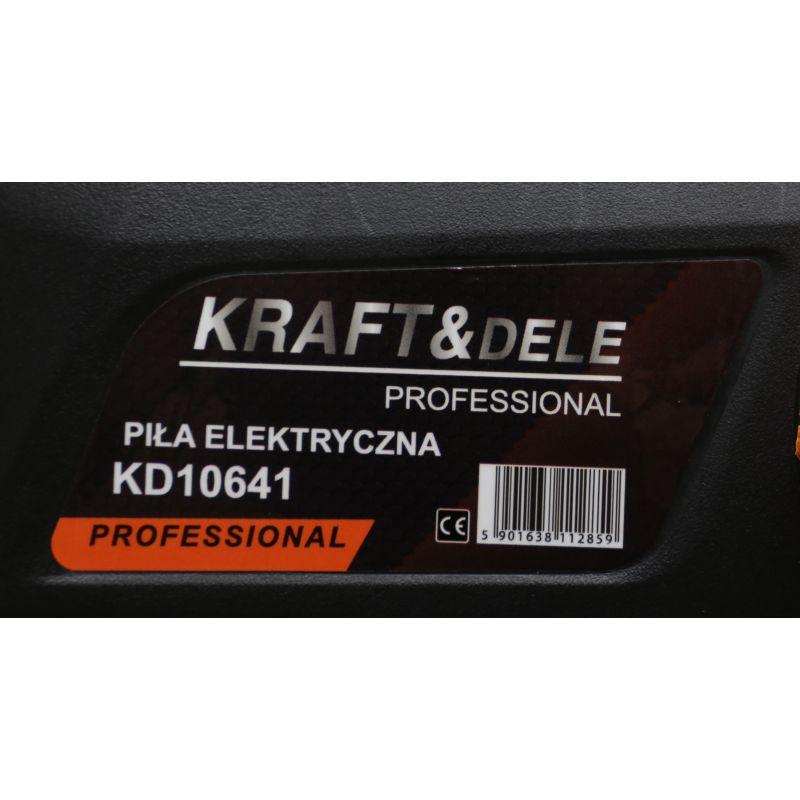 KRAFT&DELE
PROFESSIONAL
PIŁA ELEKTRYCZNA
KD10641
PROFESSIONAL
CE
5 901638 112859